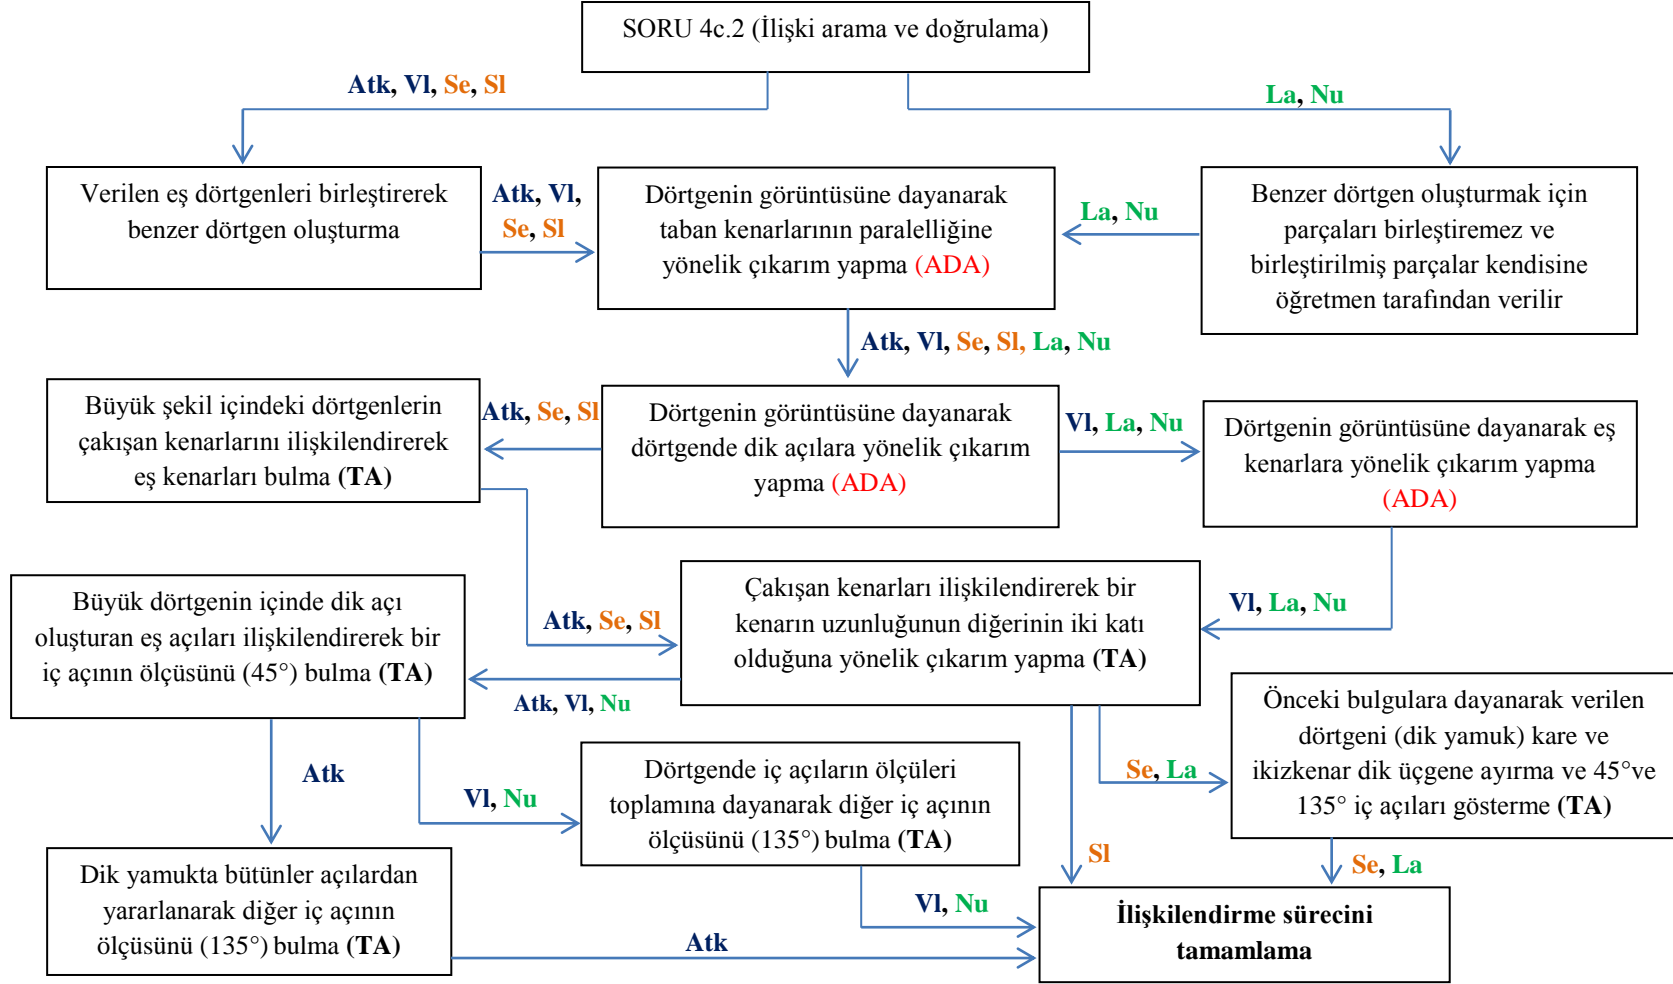 SORU 4c.2 (İlişki arama ve doğrulama)
Atk, Vl, Se, Sl
La, Nu
Verilen eş dörtgenleri birleştirerek
benzer dörtgen oluşturma
Atk, Vl,
Se, Sl
Dörtgenin görüntüsüne dayanarak
taban kenarlarının paralelliğine
yönelik çıkarım yapma (ADA)
La, Nu
Benzer dörtgen oluşturmak için
parçaları birleştiremez ve
birleştirilmiş parçalar kendisine
öğretmen tarafından verilir
Atk, Vl, Se, Sl, La, Nu
Büyük şekil içindeki dörtgenlerin
çakışan kenarlarını ilişkilendirerek
eş kenarları bulma (TA)
Atk, Se, Sl
Dörtgenin görüntüsüne dayanarak
dörtgende dik açılara yönelik çıkarım
yapma (ADA)
Vl, La, Nu
Dörtgenin görüntüsüne dayanarak eş
kenarlara yönelik çıkarım yapma
(ADA)
Büyük dörtgenin içinde dik açı
oluşturan eş açıları ilişkilendirerek bir
iç açının ölçüsünü (45°) bulma (TA)
Atk, Se, Sl
Çakışan kenarları ilişkilendirerek bir
kenarın uzunluğunun diğerinin iki katı
olduğuna yönelik çıkarım yapma (TA)
Vl, La, Nu
Atk, Vl, Nu
Önceki bulgulara dayanarak verilen
dörtgeni (dik yamuk) kare ve
ikizkenar dik üçgene ayırma ve 45°ve
135° iç açıları gösterme (TA)
Atk
Vl, Nu
Dörtgende iç açıların ölçüleri
toplamına dayanarak diğer iç açının
ölçüsünü (135°) bulma (TA)
Se, La
Sl
Se, La
Dik yamukta bütünler açılardan
yararlanarak diğer iç açının
ölçüsünü (135°) bulma (TA)
Vl, Nu
Atk
İlişkilendirme sürecini
tamamlama